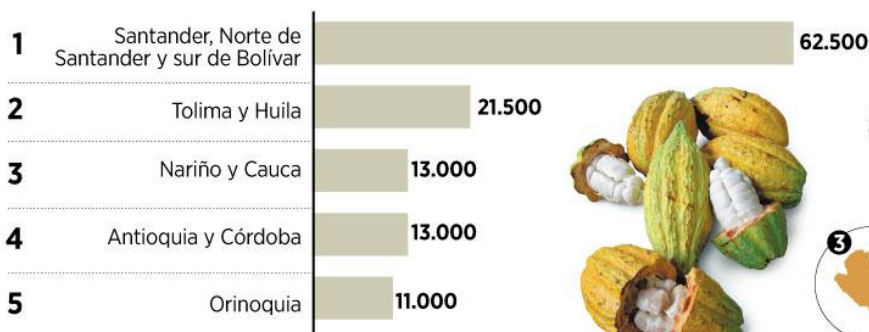 1 Santander, Norte de
Santander y sur de Bolívar 62.500
2 Tolima y Huila 21.500
3 Nariño y Cauca 13.000
4 Antioquia y Córdoba 13.000
5 Orinoquia 11.000
3